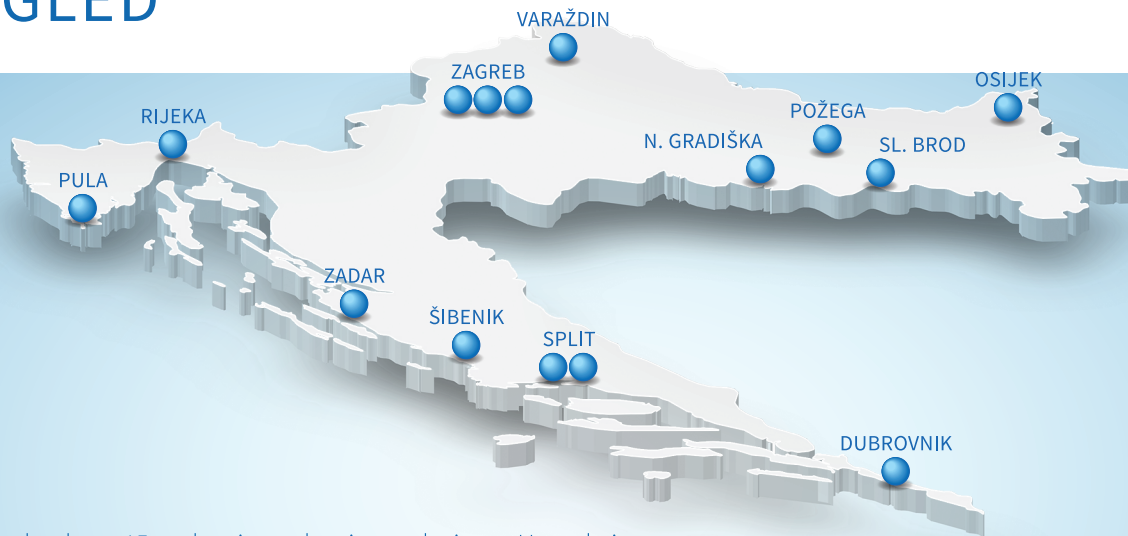 GLED
VARAŽDIN
ZAGREB
OSIJEK
RIJEKA
POŽEGA
N. GRADIŠKA
SL. BROD
PULA
ZADAR
ŠIBENIK
SPLIT
DUBROVNIK